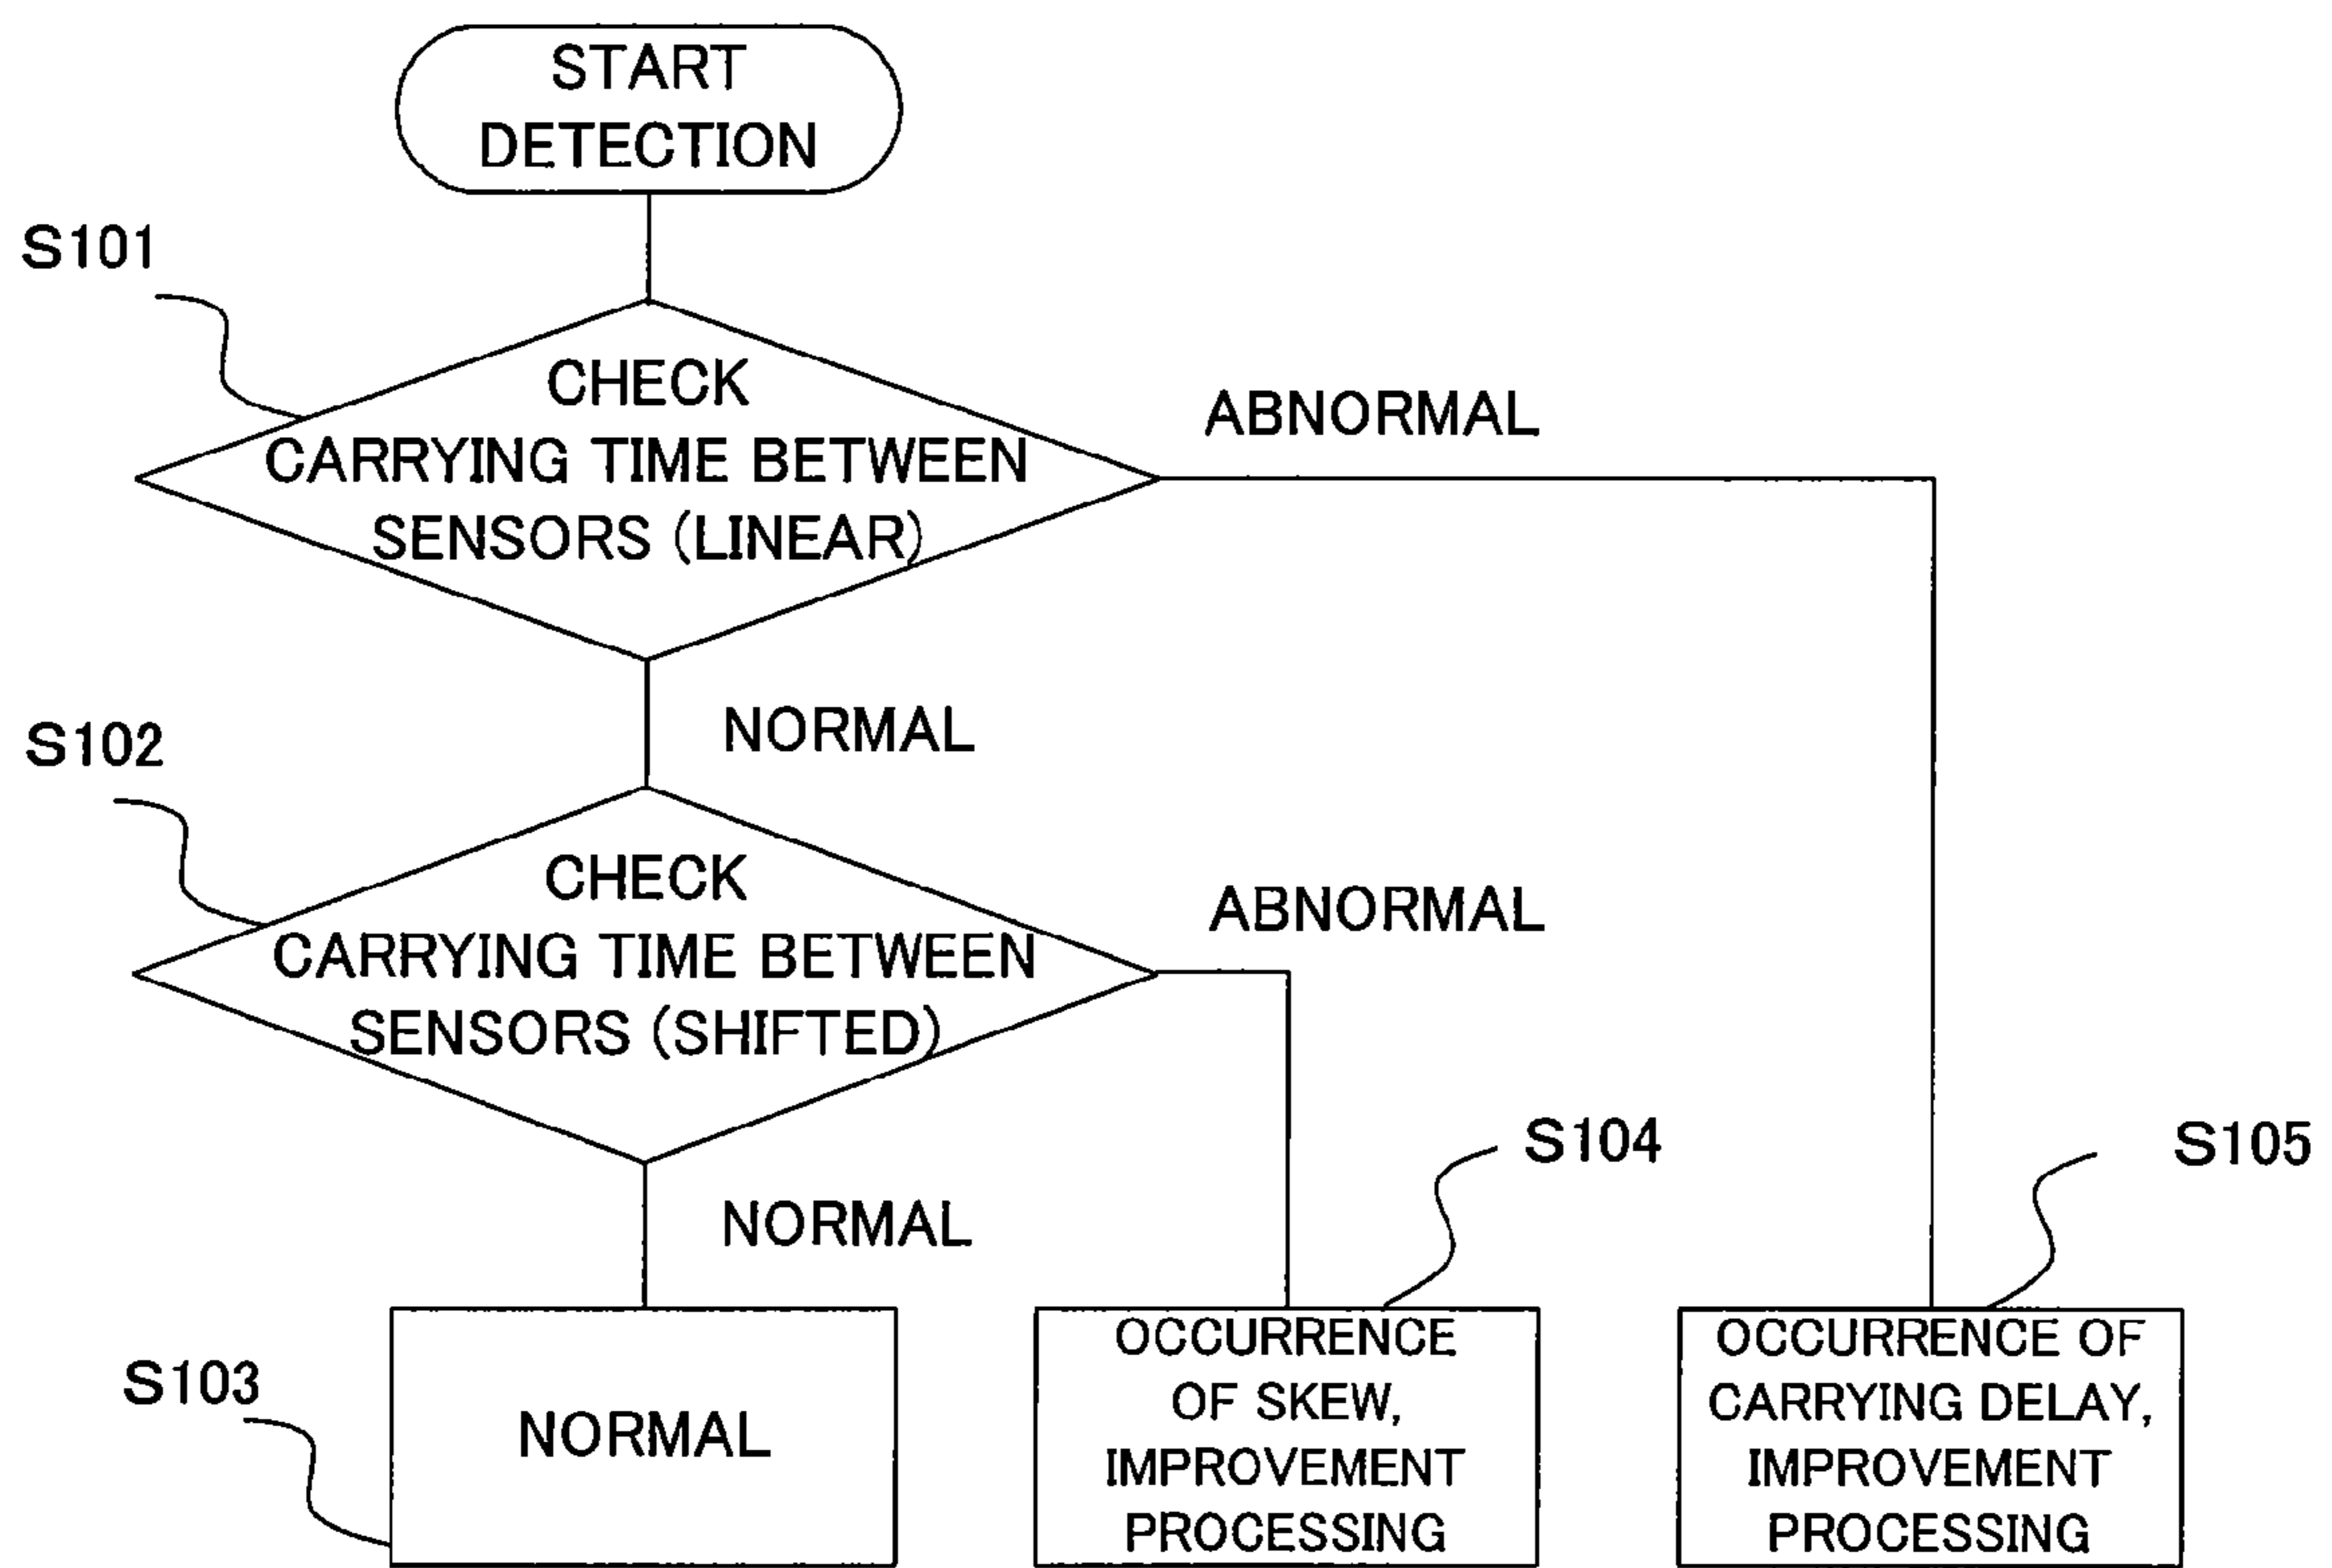 START
DETECTION
S101
CHECK
CARRYING TIME BETWEEN
SENSORS (LINEAR)
ABNORMAL
NORMAL
S102
CHECK
CARRYING TIME BETWEEN
SENSORS (SHIFTED)
ABNORMAL
NORMAL
S103
NORMAL
S104
OCCURRENCE
OF SKEW,
IMPROVEMENT
PROCESSING
S105
OCCURRENCE OF
CARRYING DELAY,
IMPROVEMENT
PROCESSING